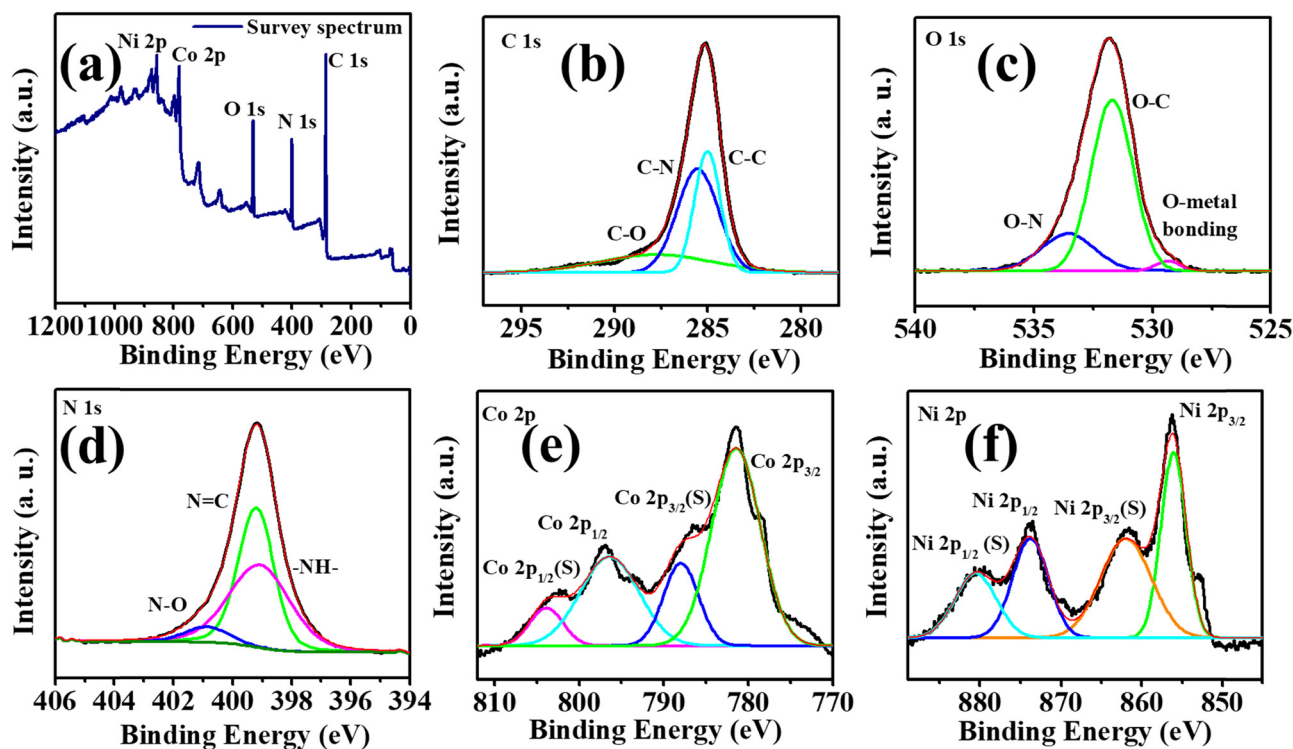 (a)
Survey spectrum
Ni 2p
Co 2p
C 1s
O 1s
N 1s
Intensity (a.u.)
1200 1000 800 600 400 200 0
Binding Energy (eV)
C 1s
(b)
C-N
C-C
C-O
Intensity (a.u.)
295 290 285 280
Binding Energy (eV)
O 1s
(c)
O-C
O-N
O-metal
bonding
Intensity (a. u.)
540 535 530 525
Binding Energy (eV)
N 1s
(d)
N=C
-NH-
N-O
Intensity (a. u.)
406 404 402 400 398 396 394
Binding Energy (eV)
Co 2p
(e)
Co 2p3/2
Co 2p3/2(S)
Co 2p1/2
Co 2p1/2(S)
Intensity (a.u.)
810 800 790 780 770
Binding Energy (eV)
Ni 2p
(f)
Ni 2p3/2
Ni 2p1/2
Ni 2p3/2(S)
Ni 2p1/2 (S)
Intensity (a.u.)
880 870 860 850
Binding Energy (eV)